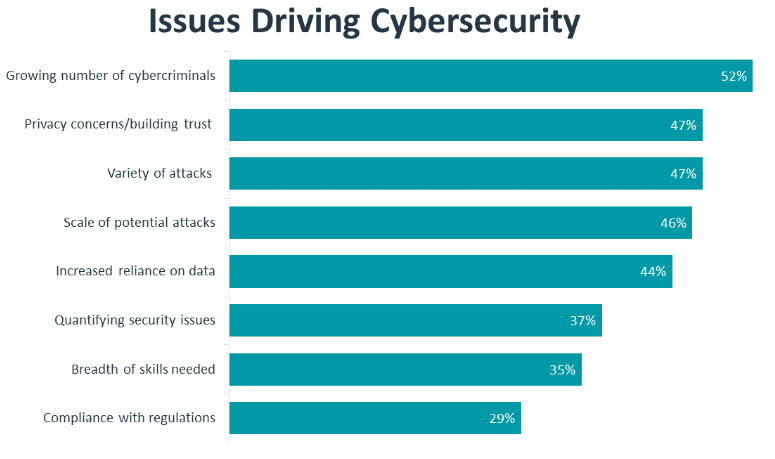 Issues Driving Cybersecurity
Growing number of cybercriminals 52%
Privacy concerns/building trust 47%
Variety of attacks 47%
Scale of potential attacks 46%
Increased reliance on data 44%
Quantifying security issues 37%
Breadth of skills needed 35%
Compliance with regulations 29%